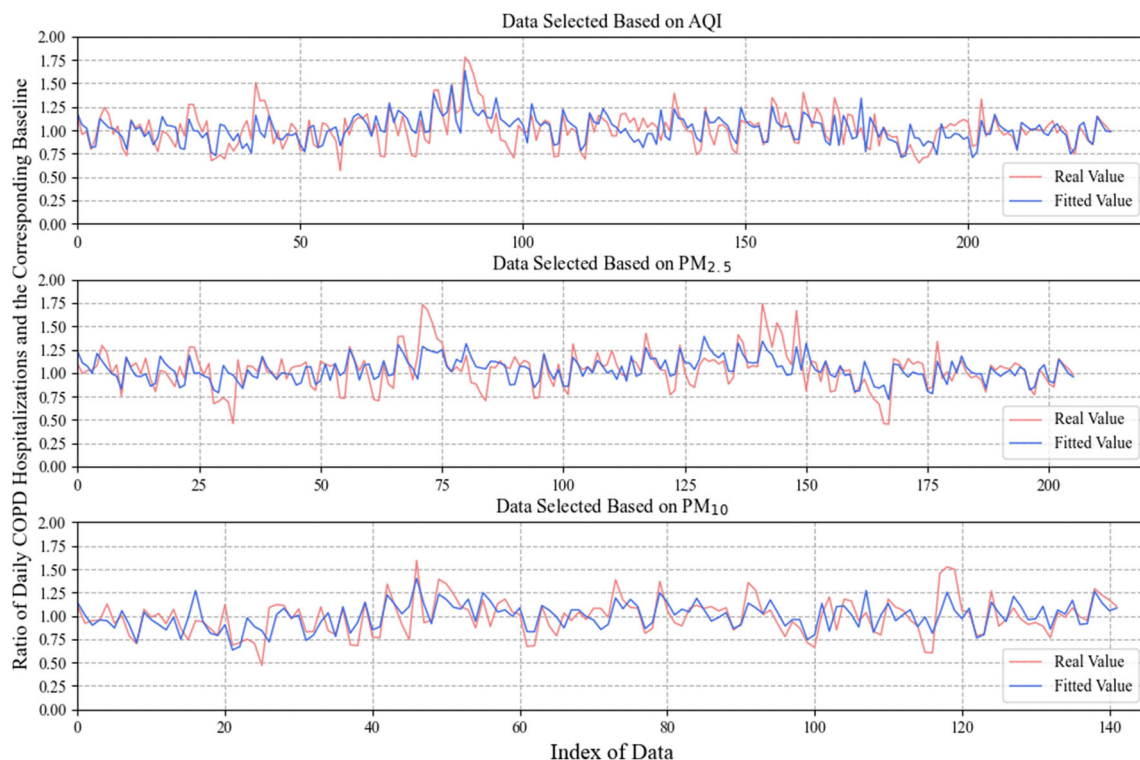 Data Selected Based on AQI
Ratio of Daily COPD Hospitalizations and the Corresponding Baseline
2.00
1.75
1.50
1.25
1.00
0.75
0.50
0.25
0.00
Real Value
Fitted Value
0 50 100 150 200
Data Selected Based on PM2.5
2.00
1.75
1.50
1.25
1.00
0.75
0.50
0.25
0.00
Real Value
Fitted Value
0 25 50 75 100 125 150 175 200
Data Selected Based on PM10
2.00
1.75
1.50
1.25
1.00
0.75
0.50
0.25
0.00
Real Value
Fitted Value
0 20 40 60 80 100 120 140
Index of Data